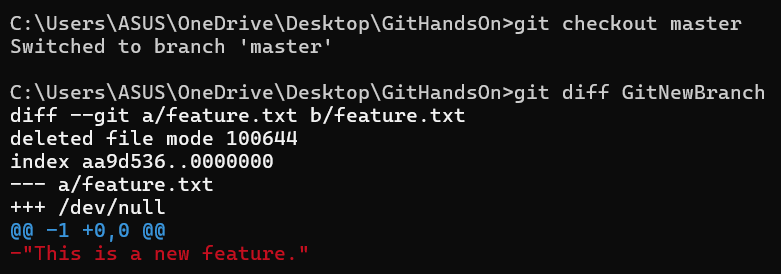 C:\Users\ASUS\OneDrive\Desktop\GitHandsOn>git checkout master
Switched to branch 'master'
C:\Users\ASUS\OneDrive\Desktop\GitHandsOn>git diff GitNewBranch
diff --git a/feature.txt b/feature.txt
deleted file mode 100644
index aa9d536..0000000
--- a/feature.txt
+++ /dev/null
@@ -1 +0,0 @@
-"This is a new feature."